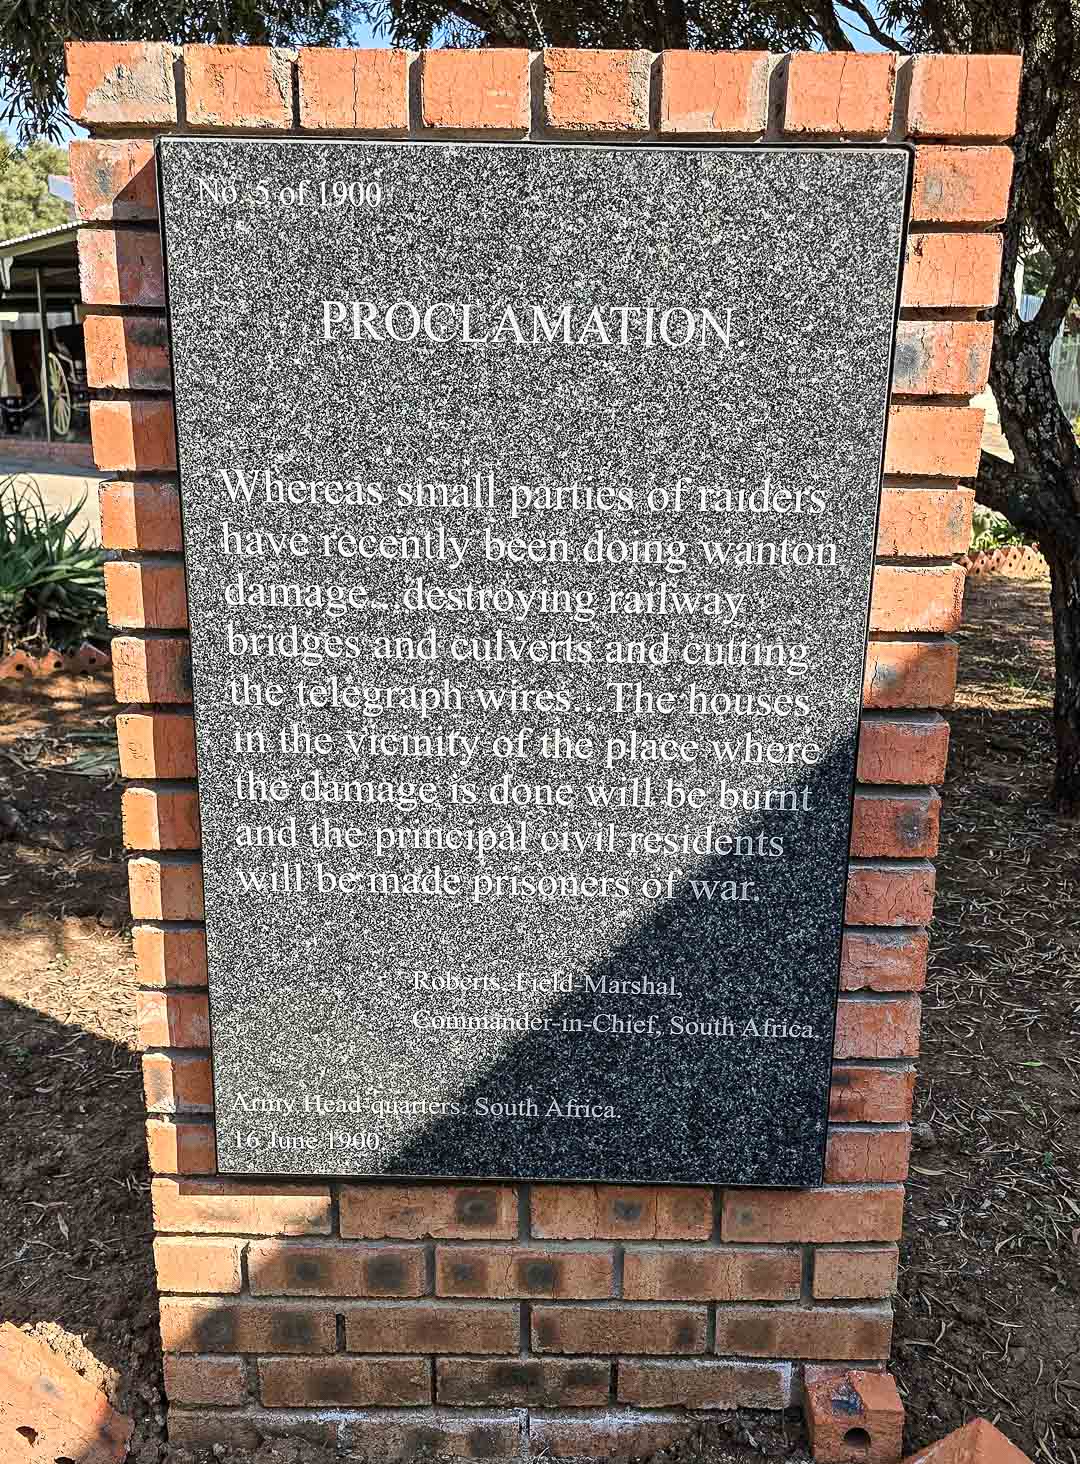 No. 5 of 1900
PROCLAMATION.
Whereas small parties of raiders
have recently been doing wanton
damage... destroying railway
bridges and culverts and cutting
the telegraph wires... The houses
in the vicinity of the place where
the damage is done will be burnt
and the principal civil residents
will be made prisoners of war.
Roberts, Field-Marshal,
Commander-in-Chief, South Africa.
Army Head-quarters, South Africa.
16 June 1900